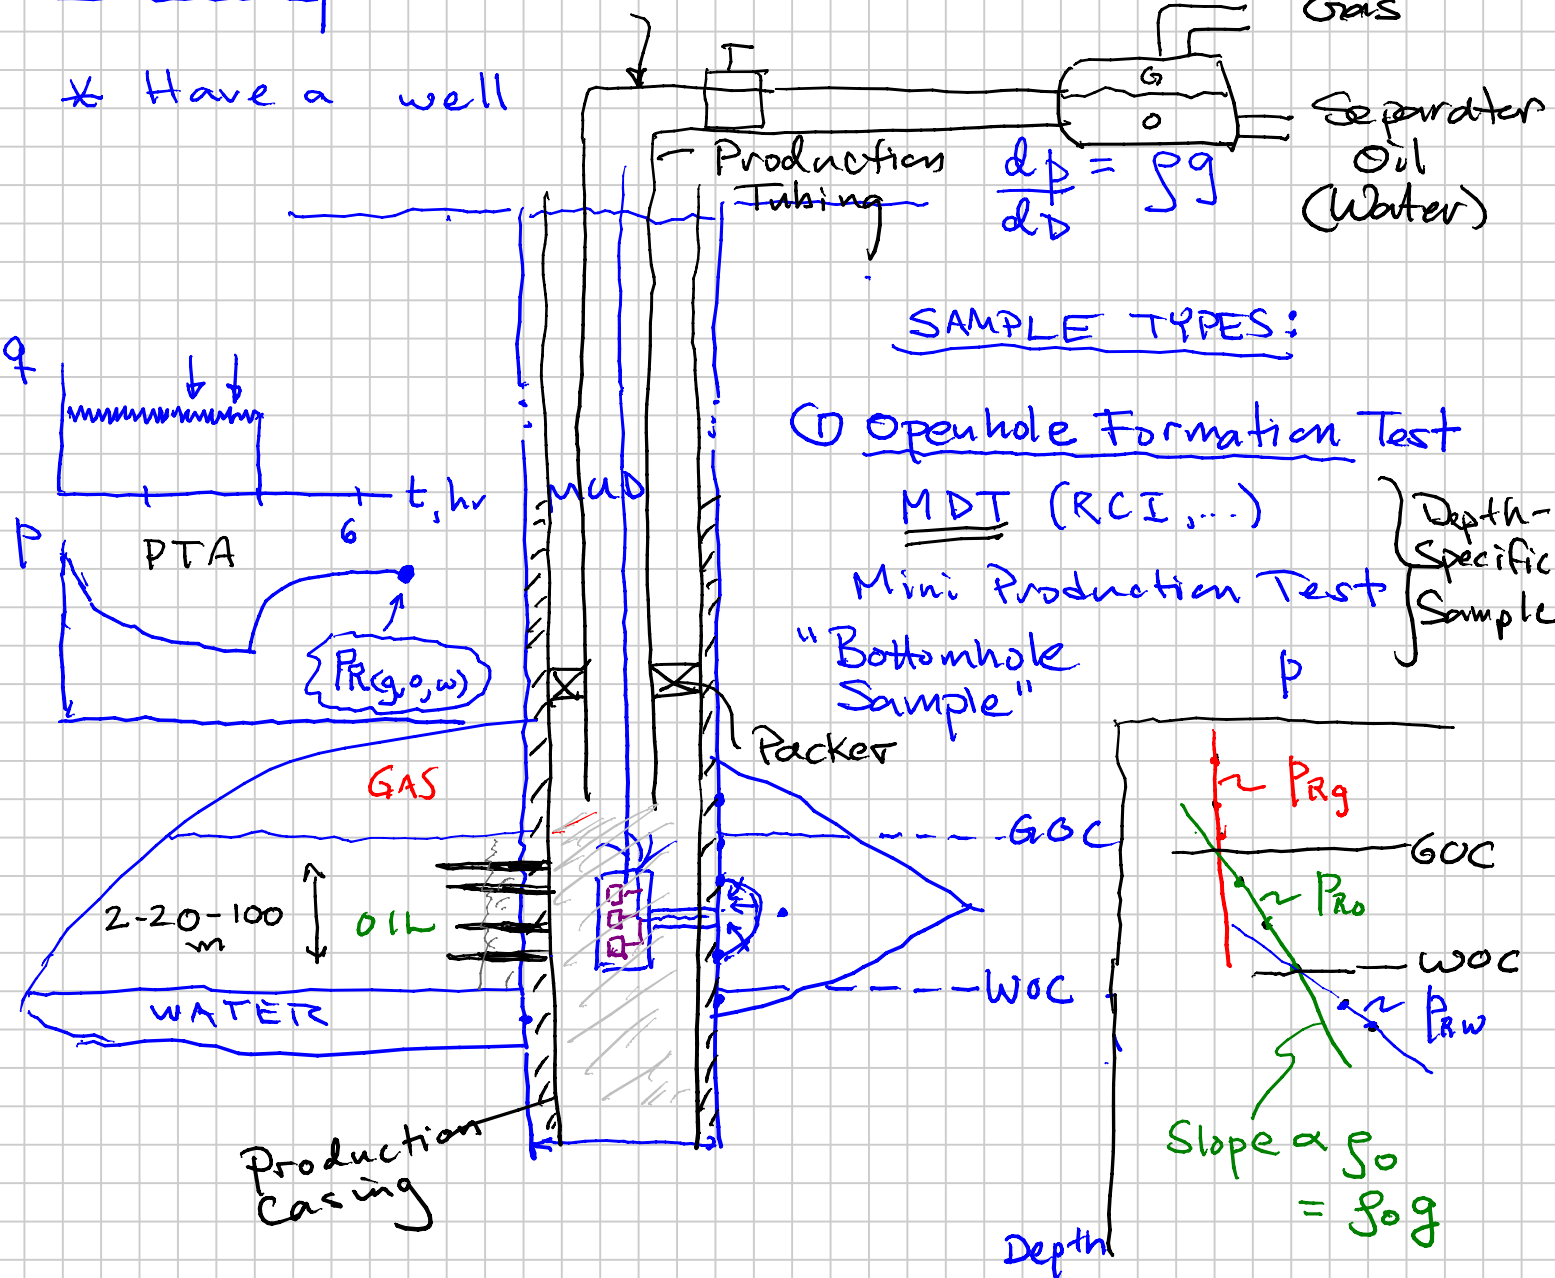 Gas
* Have a well
G
O
Separator
Oil
(Water)
Production
Tubing
dp/dD = ρg
SAMPLE TYPES:
① Openhole Formation Test
MDT (RCI, ...)
Mini Production Test
"Bottomhole
Sample"
Depth-
Specific
Sample
q
t, hr
6
p
PTA
PR(g,o,w)
MUD
Packer
GAS
GOC
2-20-100
m
OIL
WATER
WOC
Production
Casing
p
PRg
GOC
PRo
WOC
PRw
Slope ∝ ρo
= ρo g
Depth